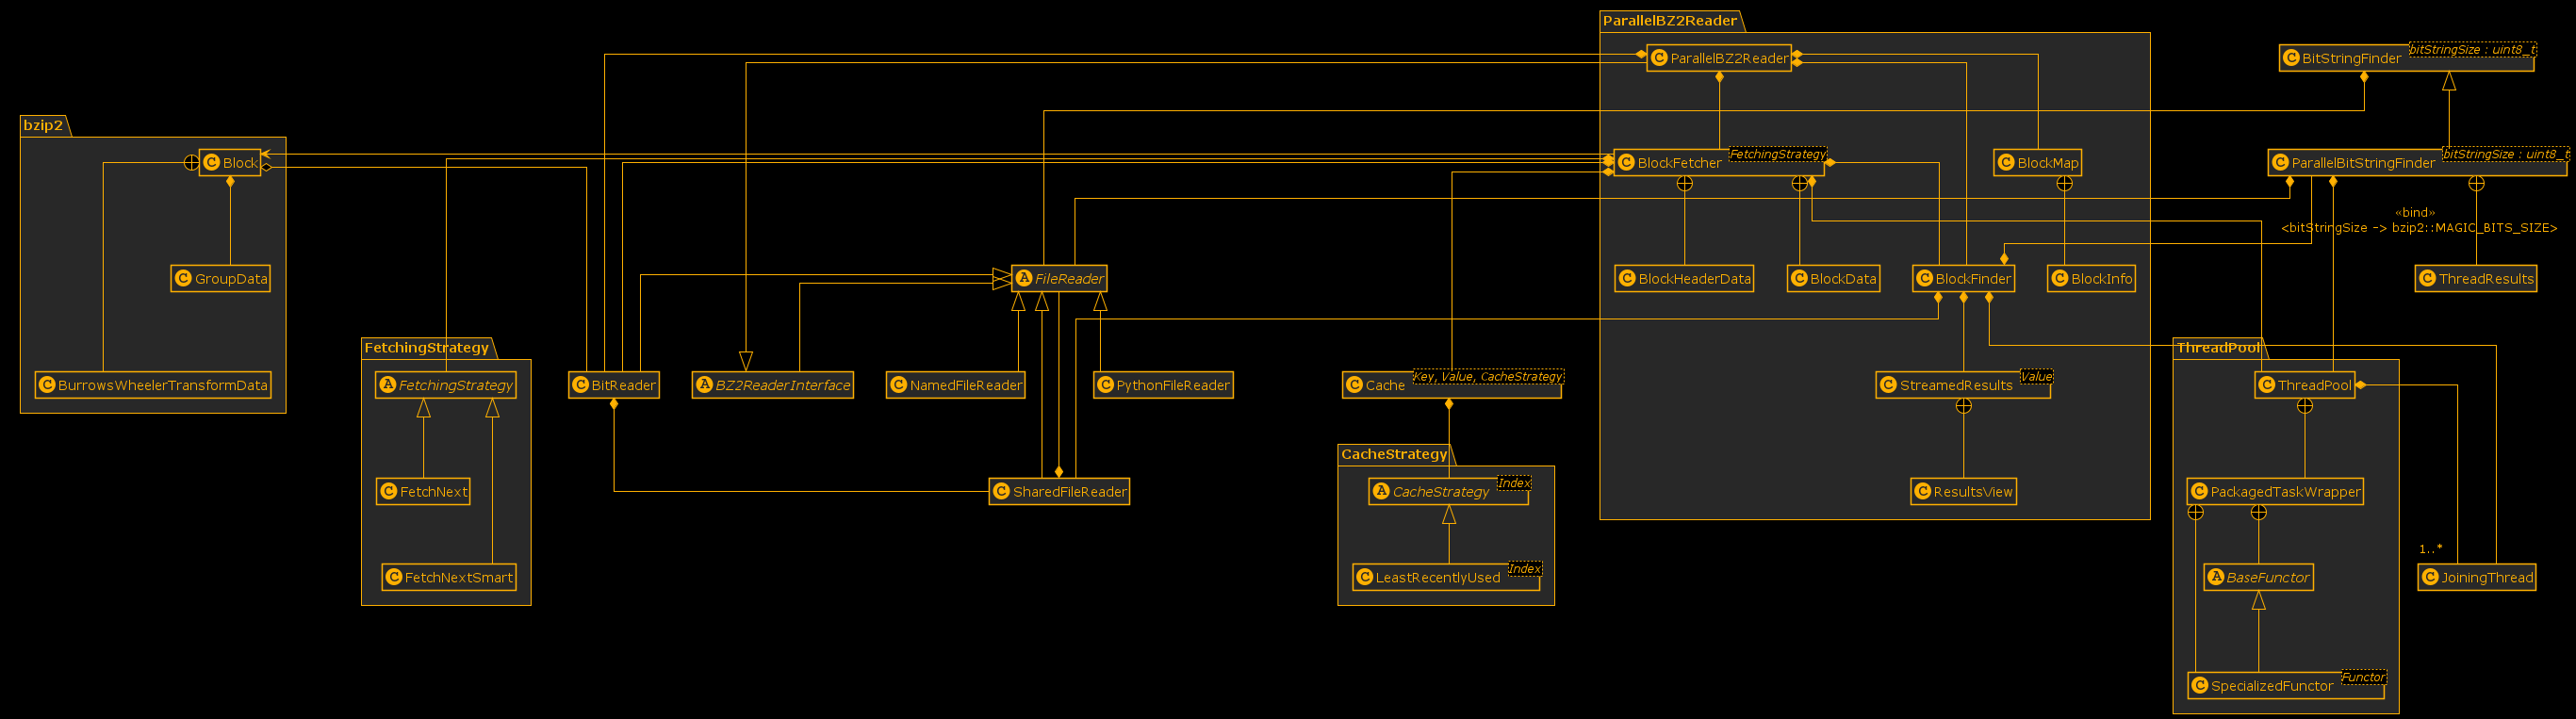 ParallelBZ2Reader
C ParallelBZ2Reader
C BitStringFinder
bitStringSize : uint8_t
bzip2
C Block
C BlockFetcher
FetchingStrategy
C BlockMap
C ParallelBitStringFinder
bitStringSize : uint8_t
«bind»
<bitStringSize -> bzip2::MAGIC_BITS_SIZE>
C GroupData
A FileReader
C BlockHeaderData
C BlockData
C BlockFinder
C BlockInfo
C ThreadResults
FetchingStrategy
ThreadPool
C BurrowsWheelerTransformData
A FetchingStrategy
C BitReader
A BZ2ReaderInterface
C NamedFileReader
C PythonFileReader
C Cache
Key, Value, CacheStrategy
C StreamedResults
Value
C ThreadPool
CacheStrategy
C FetchNext
C SharedFileReader
A CacheStrategy
Index
C ResultsView
C PackagedTaskWrapper
1..*
C FetchNextSmart
C LeastRecentlyUsed
Index
A BaseFunctor
C JoiningThread
C SpecializedFunctor
Functor